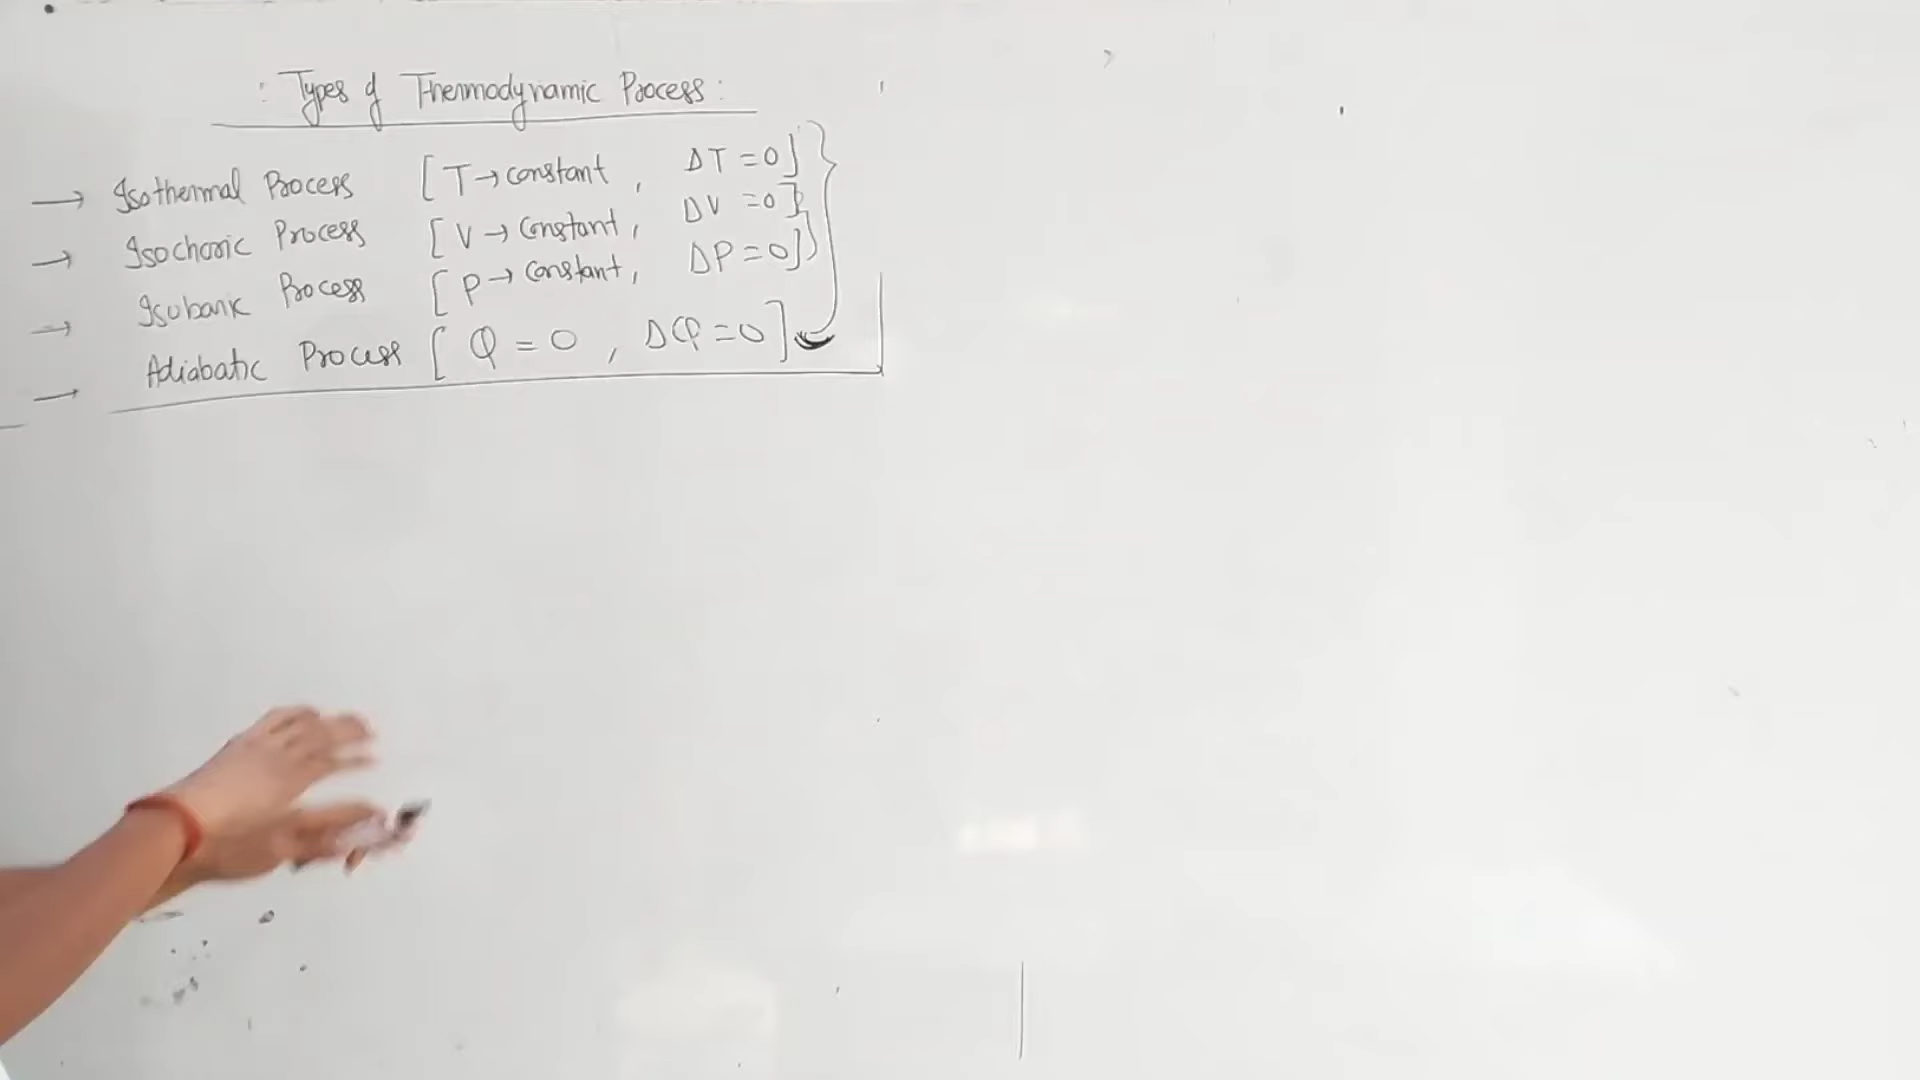 : Types of Thermodynamic Process :
→ Isothermal Process [ T → constant , ΔT = 0 ]
→ Isochoric Process [ V → Constant , ΔV = 0 ]
→ Isobaric Process [ P → Constant , ΔP = 0 ]
→ Adiabatic Process [ Q = 0 , ΔQ = 0 ]